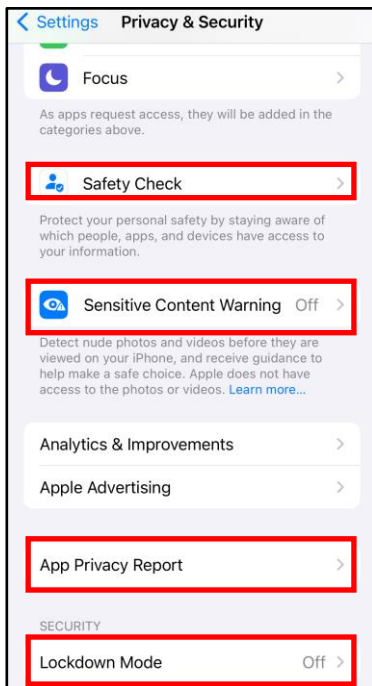 Settings Privacy & Security
Focus
As apps request access, they will be added in the
categories above.
Safety Check
Protect your personal safety by staying aware of
which people, apps, and devices have access to
your information.
Sensitive Content Warning Off
Detect nude photos and videos before they are
viewed on your iPhone, and receive guidance to
help make a safe choice. Apple does not have
access to the photos or videos. Learn more...
Analytics & Improvements
Apple Advertising
App Privacy Report
SECURITY
Lockdown Mode Off